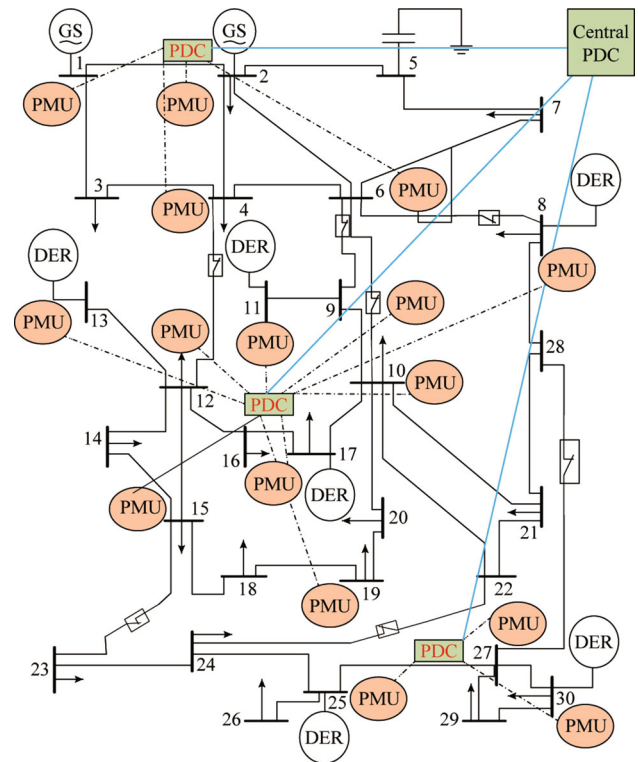 GS
PDC
GS
Central
PDC
1
2
5
PMU
PMU
7
3
PMU
4
6
PMU
8
DER
DER
DER
11
9
PMU
13
PMU
PMU
PMU
PMU
28
12
10
PMU
PDC
14
16
17
PMU
PMU
15
DER
20
21
18
19
22
PMU
PMU
23
24
PDC
27
DER
PMU
25
30
26
DER
29
PMU